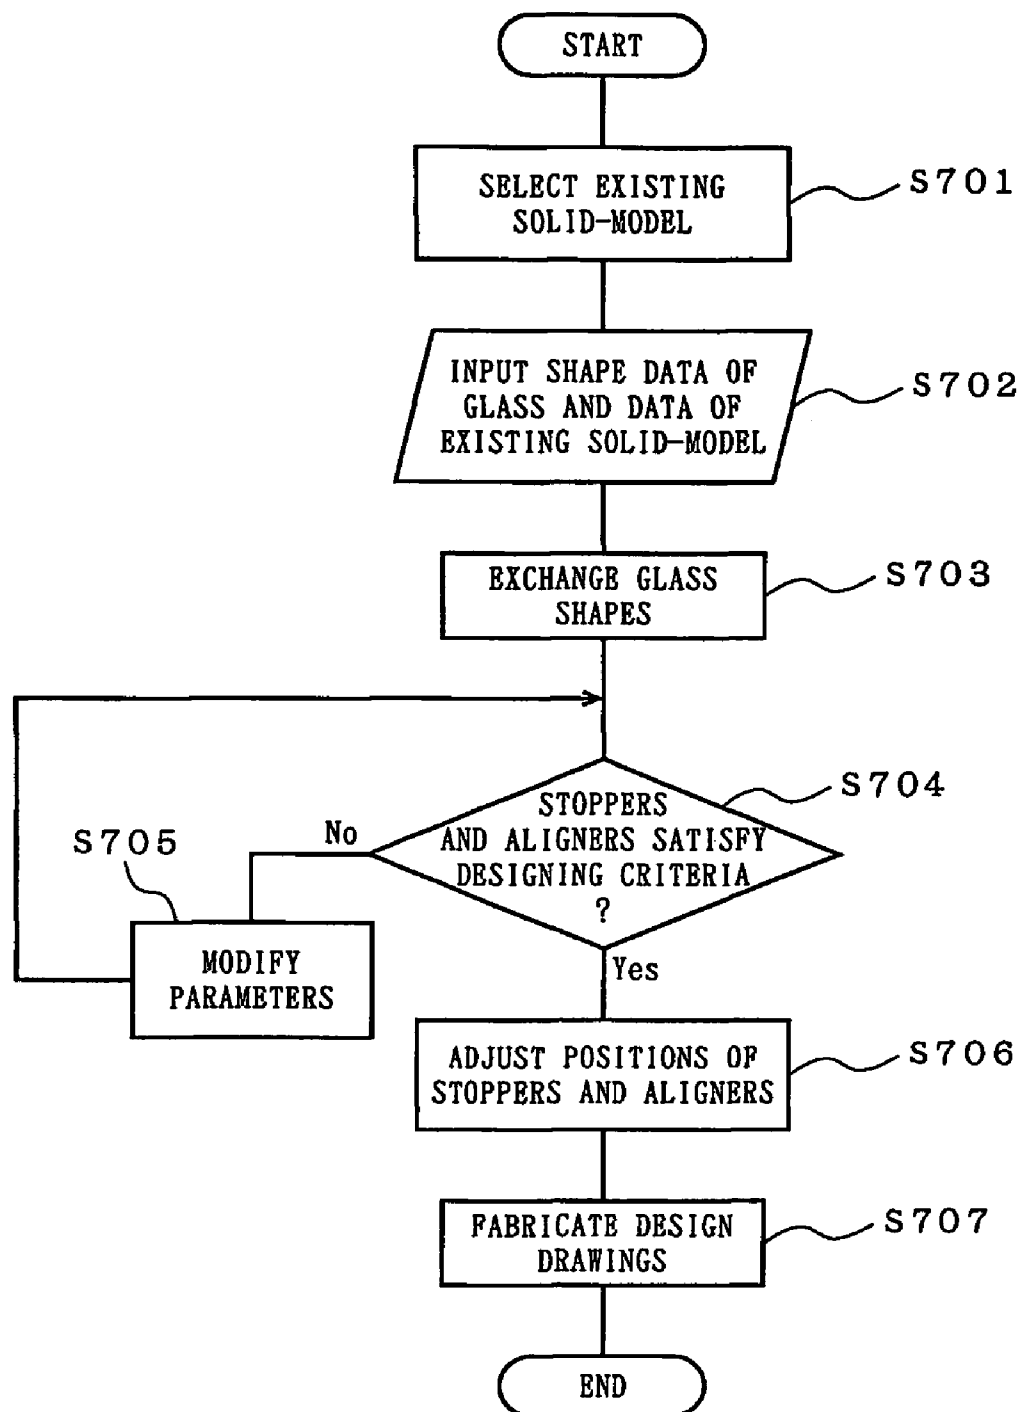 START
SELECT EXISTING
SOLID-MODEL
S701
INPUT SHAPE DATA OF
GLASS AND DATA OF
EXISTING SOLID-MODEL
S702
EXCHANGE GLASS
SHAPES
S703
STOPPERS
AND ALIGNERS SATISFY
DESIGNING CRITERIA
?
S704
No
S705
MODIFY
PARAMETERS
Yes
ADJUST POSITIONS OF
STOPPERS AND ALIGNERS
S706
FABRICATE DESIGN
DRAWINGS
S707
END